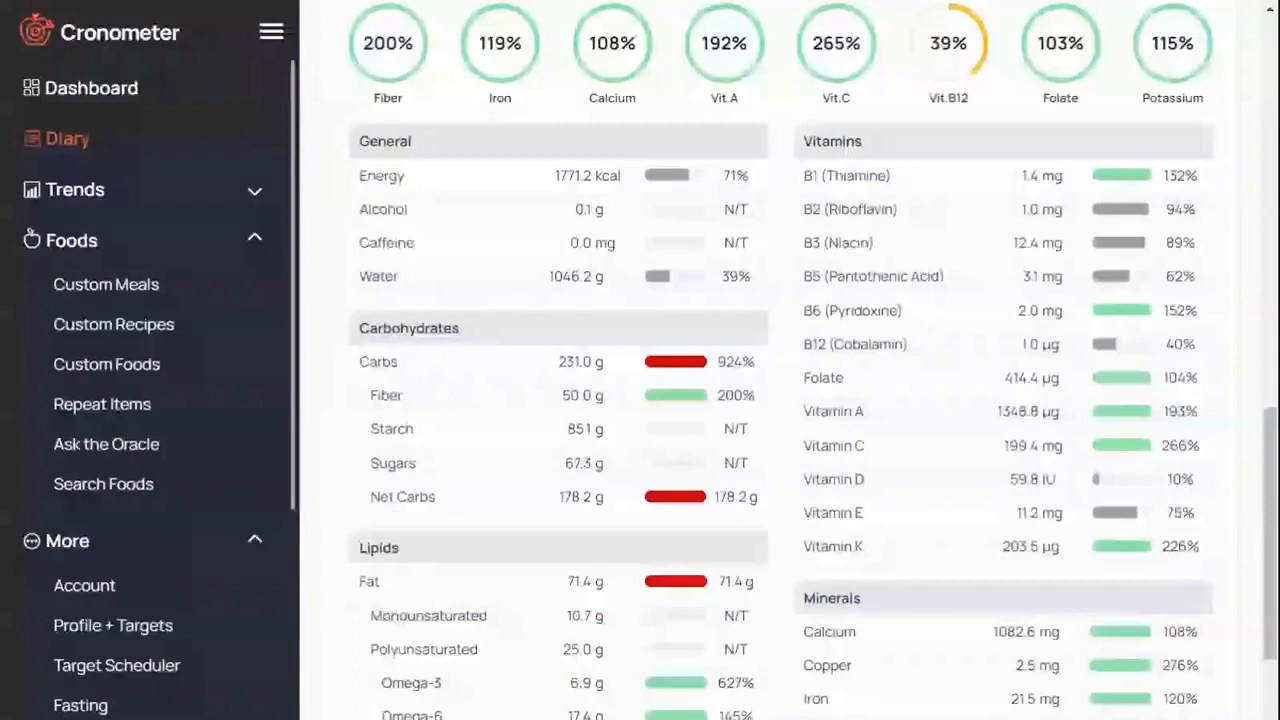 Cronometer
Dashboard
Diary
Trends
Foods
Custom Meals
Custom Recipes
Custom Foods
Repeat Items
Ask the Oracle
Search Foods
More
Account
Profile + Targets
Target Scheduler
Fasting
200% 119% 108% 192% 265% 39% 103% 115%
Fiber Iron Calcium Vit.A Vit.C Vit.B12 Folate Potassium
General
Energy 1771.2 kcal 71%
Alcohol 0.1 g N/T
Caffeine 0.0 mg N/T
Water 1046.2 g 39%
Carbohydrates
Carbs 231.0 g 924%
Fiber 50.0 g 200%
Starch 85.1 g N/T
Sugars 67.3 g N/T
Net Carbs 178.2 g 178.2 g
Lipids
Fat 71.4 g 71.4 g
Monounsaturated 10.7 g N/T
Polyunsaturated 25.0 g N/T
Omega-3 6.9 g 627%
Omega-6 17.4 g 145%
Vitamins
B1 (Thiamine) 1.4 mg 132%
B2 (Riboflavin) 1.0 mg 94%
B3 (Niacin) 12.4 mg 89%
B5 (Pantothenic Acid) 3.1 mg 62%
B6 (Pyridoxine) 2.0 mg 152%
B12 (Cobalamin) 1.0 µg 40%
Folate 414.4 µg 104%
Vitamin A 1348.8 µg 193%
Vitamin C 199.4 mg 266%
Vitamin D 59.8 IU 10%
Vitamin E 11.2 mg 75%
Vitamin K 203.5 µg 226%
Minerals
Calcium 1082.6 mg 108%
Copper 2.5 mg 276%
Iron 21.5 mg 120%